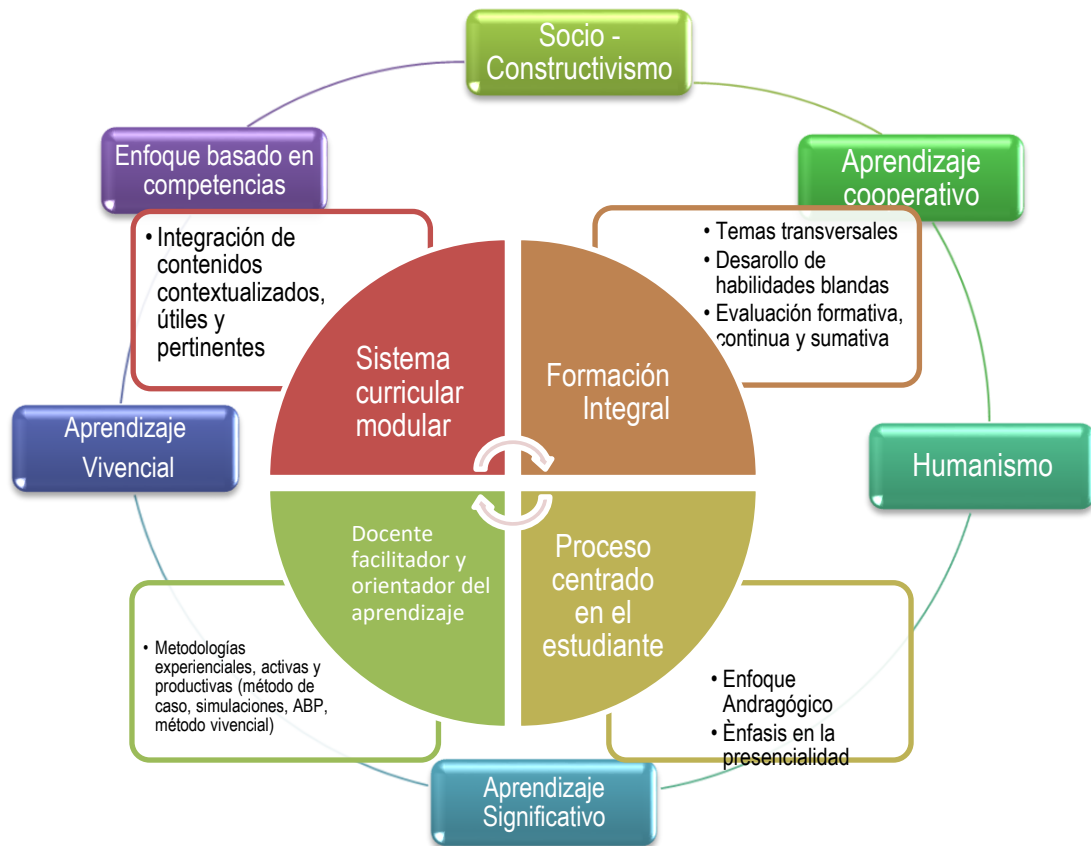 Socio -
Constructivismo
Enfoque basado en
competencias
Aprendizaje
cooperativo
• Integración de
contenidos
contextualizados,
útiles y
pertinentes
• Temas transversales
• Desarollo de
habilidades blandas
• Evaluación formativa,
continua y sumativa
Sistema
curricular
modular
Formación
Integral
Aprendizaje
Vivencial
Humanismo
Docente
facilitador y
orientador del
aprendizaje
Proceso
centrado
en el
estudiante
• Metodologías
experienciales, activas y
productivas (método de
caso, simulaciones, ABP,
método vivencial)
• Enfoque
Andragógico
• Ènfasis en la
presencialidad
Aprendizaje
Significativo